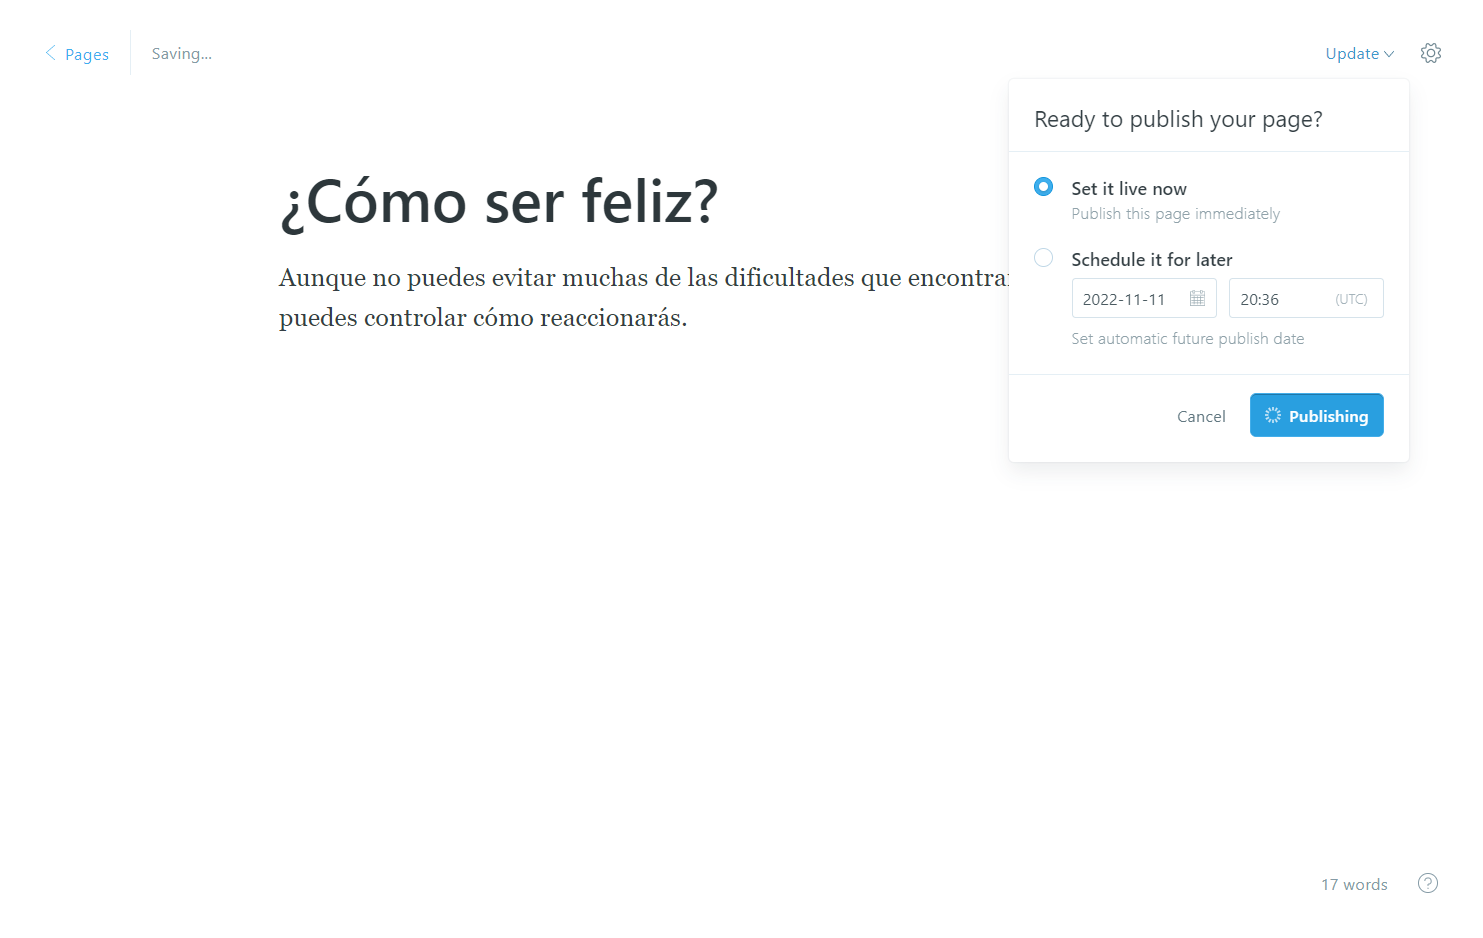 Pages
Saving...
Update
Ready to publish your page?
¿Cómo ser feliz?
Aunque no puedes evitar muchas de las dificultades que
puedes controlar cómo reaccionarás.
Set it live now
Publish this page immediately
Schedule it for later
2022-11-11
20:36 (UTC)
Set automatic future publish date
Cancel
Publishing
17 words
?